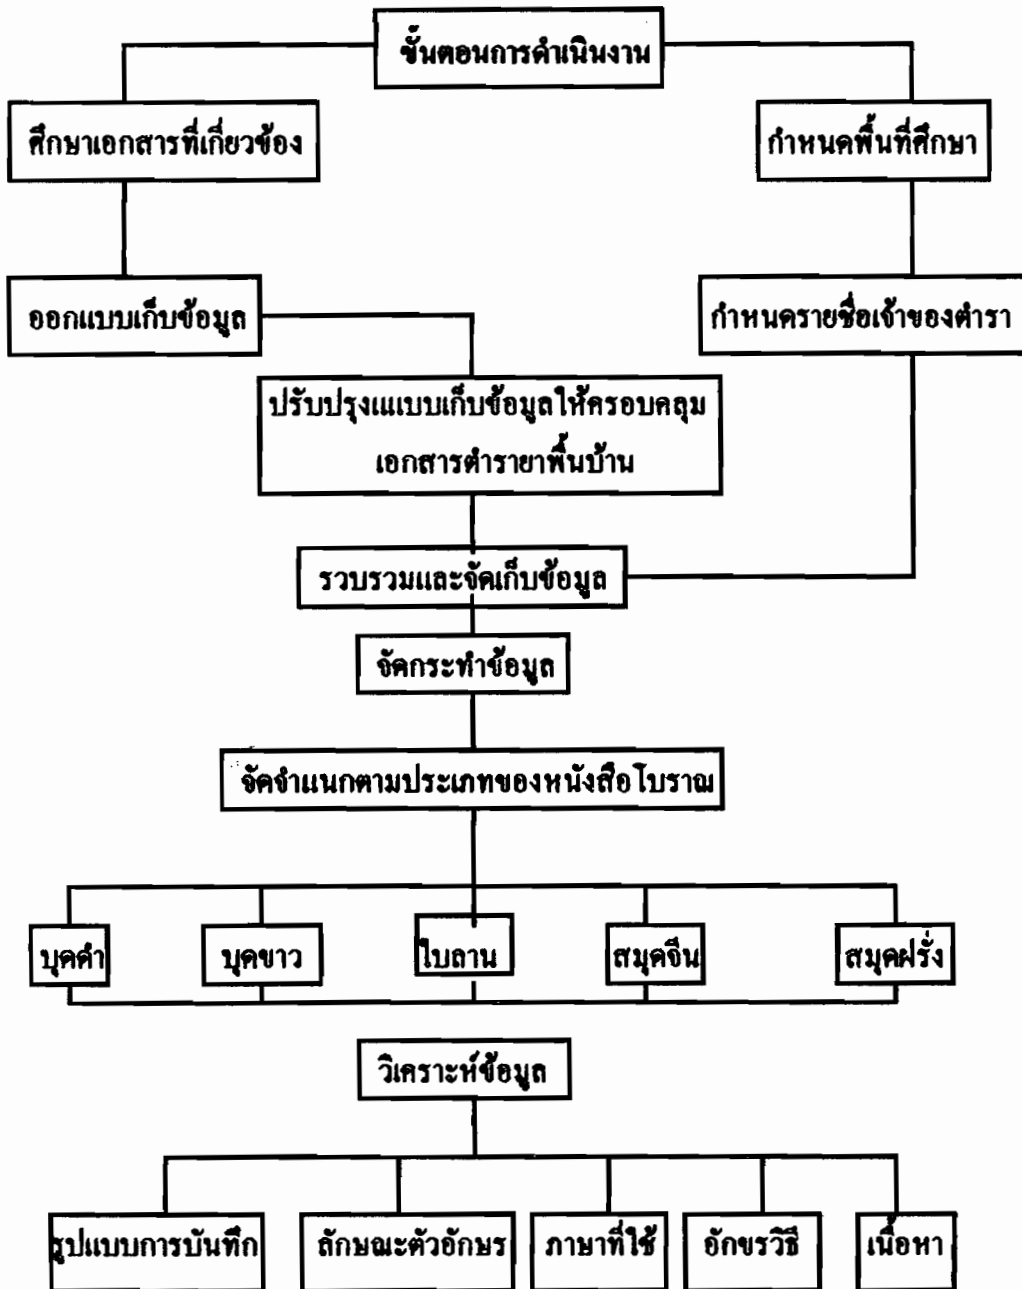 ขั้นตอนการดำเนินงาน
ศึกษาเอกสารที่เกี่ยวข้อง
กำหนดพื้นที่ศึกษา
ออกแบบเก็บข้อมูล
กำหนดรายชื่อเจ้าของตำรา
ปรับปรุงแบบเก็บข้อมูลให้ครอบคลุม
เอกสารตำรายาพื้นบ้าน
รวบรวมและจัดเก็บข้อมูล
จัดกระทำข้อมูล
จัดจำแนกตามประเภทของหนังสือโบราณ
บุดดำ
บุดขาว
ใบลาน
สมุดจีน
สมุดฝรั่ง
วิเคราะห์ข้อมูล
รูปแบบการบันทึก
ลักษณะตัวอักษร
ภาษาที่ใช้
อักขรวิธี
เนื้อหา